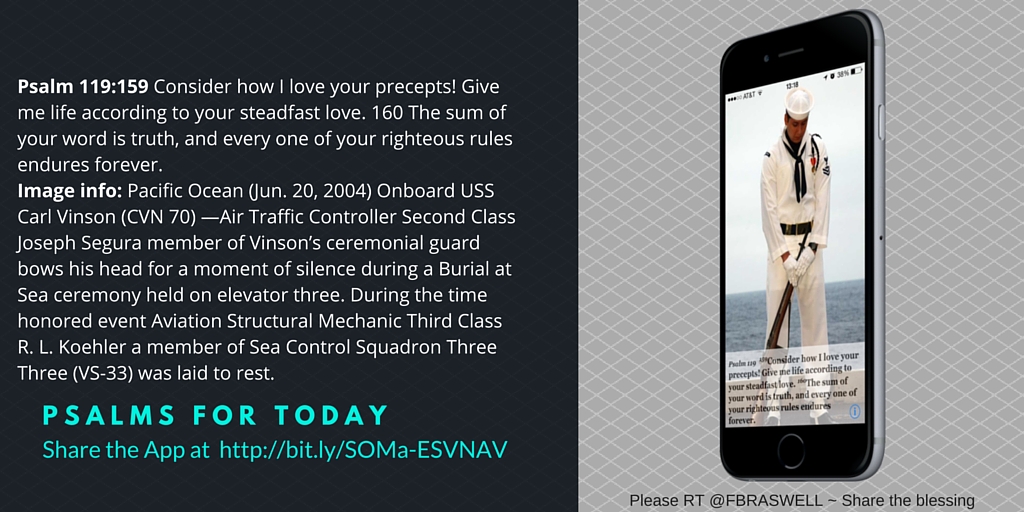 Psalm 119:159 Consider how I love your precepts! Give
me life according to your steadfast love. 160 The sum of
your word is truth, and every one of your righteous rules
endures forever.
Image info: Pacific Ocean (Jun. 20, 2004) Onboard USS
Carl Vinson (CVN 70) —Air Traffic Controller Second Class
Joseph Segura member of Vinson’s ceremonial guard
bows his head for a moment of silence during a Burial at
Sea ceremony held on elevator three. During the time
honored event Aviation Structural Mechanic Third Class
R. L. Koehler a member of Sea Control Squadron Three
Three (VS-33) was laid to rest.
PSALMS FOR TODAY
Share the App at http://bit.ly/SOMa-ESVNAV
AT&T 13:18 38%
Psalm 119 159Consider how I love your
precepts! Give me life according to
your steadfast love. 160The sum of
your word is truth, and every one of
your righteous rules endures
forever.
Please RT @FBRASWELL ~ Share the blessing